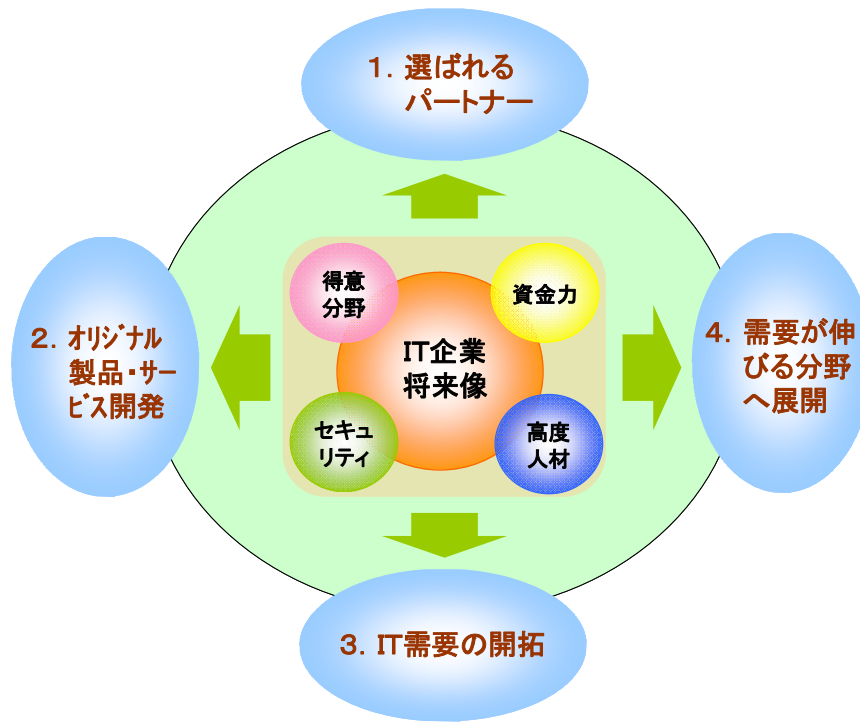 1．選ばれる
パートナー
得意
分野
資金力
2．ｵﾘｼﾞﾅﾙ
製品・サー
ﾋﾞｽ開発
IT企業
将来像
4．需要が伸
びる分野
へ展開
セキュ
リティ
高度
人材
3．IT需要の開拓